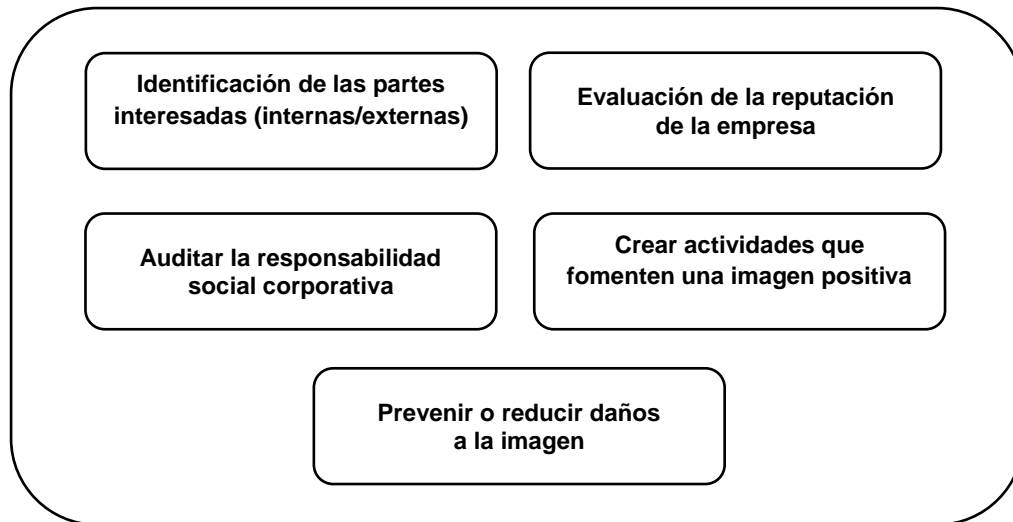 Identificación de las partes
interesadas (internas/externas)
Evaluación de la reputación
de la empresa
Auditar la responsabilidad
social corporativa
Crear actividades que
fomenten una imagen positiva
Prevenir o reducir daños
a la imagen